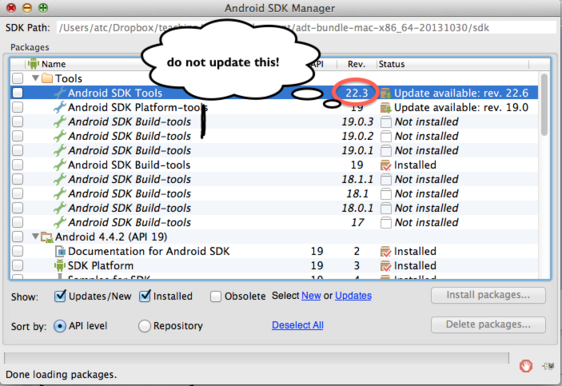 Android SDK Manager
SDK Path: /Users/atc/Dropbox/teaching/ nt/adt-bundle-mac-x86_64-20131030/sdk
Packages
Name API Rev. Status
Tools
Android SDK Tools 22.3 Update available: rev. 22.6
Android SDK Platform-tools 19 Update available: rev. 19.0
Android SDK Build-tools 19.0.3 Not installed
Android SDK Build-tools 19.0.2 Not installed
Android SDK Build-tools 19.0.1 Not installed
Android SDK Build-tools 19 Installed
Android SDK Build-tools 18.1.1 Not installed
Android SDK Build-tools 18.1 Not installed
Android SDK Build-tools 18.0.1 Not installed
Android SDK Build-tools 17 Not installed
Android 4.4.2 (API 19)
Documentation for Android SDK 19 2 Installed
SDK Platform 19 3 Installed
Samples for SDK 19 4 Installed
do not update this!
Show: Updates/New Installed Obsolete Select New or Updates Install packages...
Sort by: API level Repository Deselect All Delete packages...
Done loading packages.